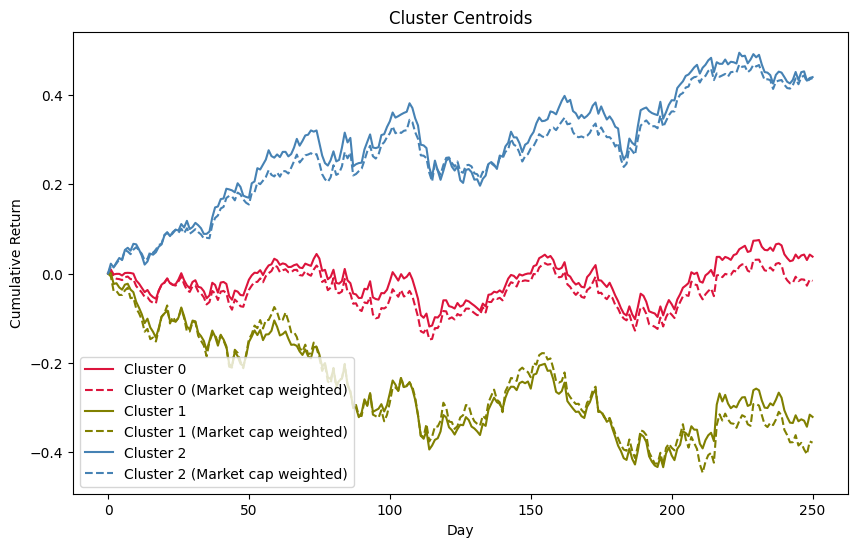 Cluster Centroids
Cumulative Return
0.4
0.2
0.0
−0.2
−0.4
Cluster 0
Cluster 0 (Market cap weighted)
Cluster 1
Cluster 1 (Market cap weighted)
Cluster 2
Cluster 2 (Market cap weighted)
0
50
100
150
200
250
Day